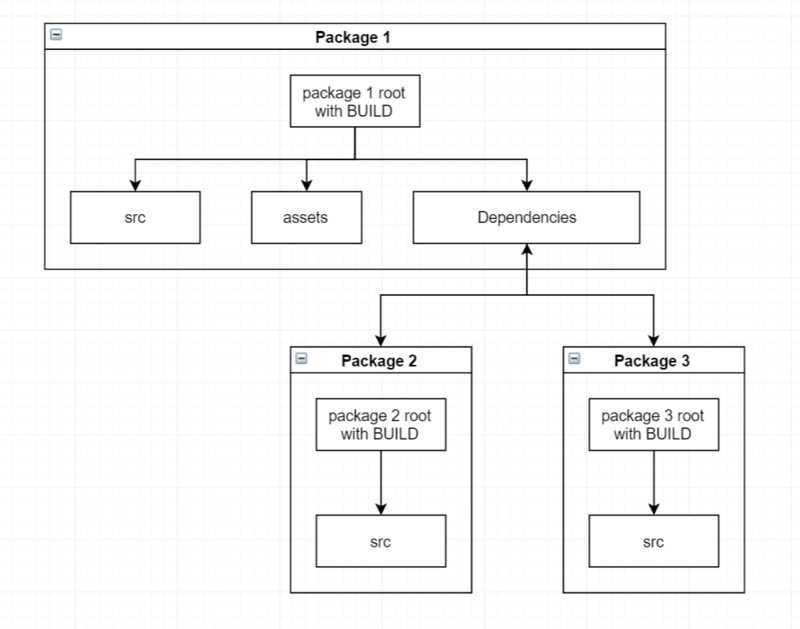 Package 1
package 1 root
with BUILD
src
assets
Dependencies
Package 2
package 2 root
with BUILD
src
Package 3
package 3 root
with BUILD
src